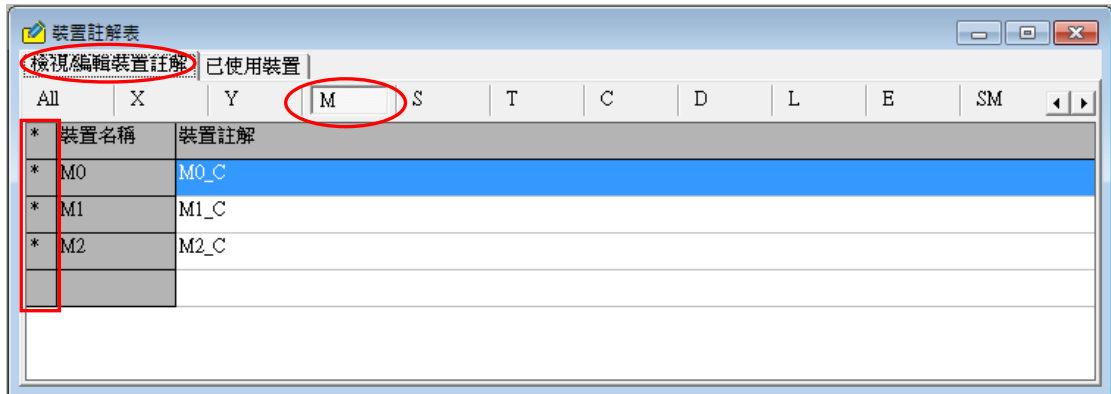 裝置註解表
檢視/編輯裝置註解 已使用裝置
All X Y M S T C D L E SM
* 裝置名稱 裝置註解
* M0 M0_C
* M1 M1_C
* M2 M2_C